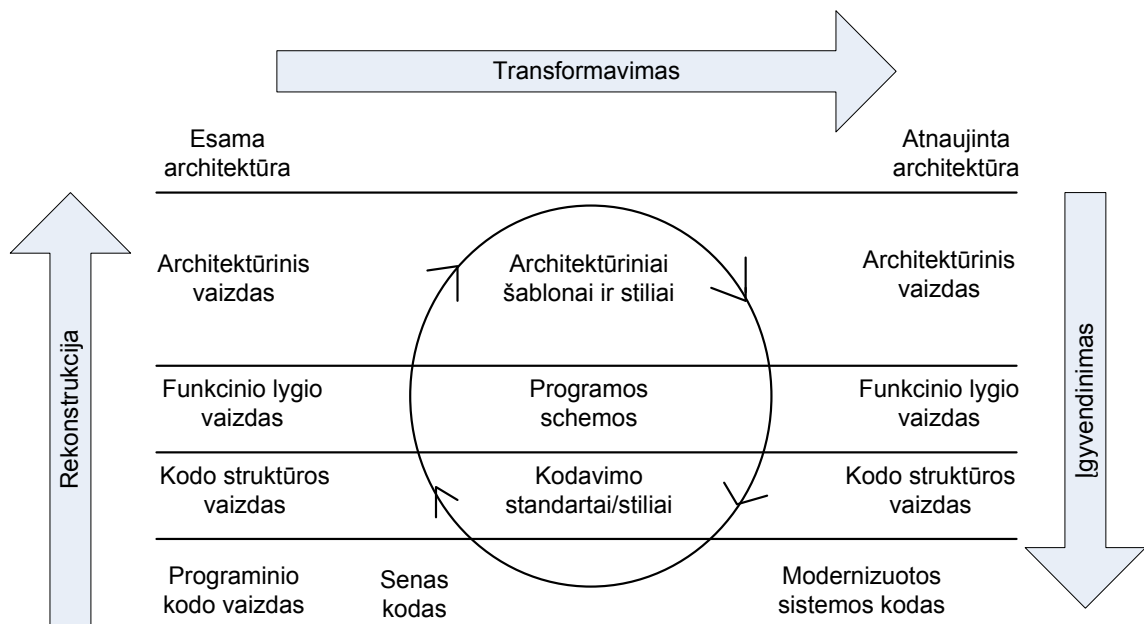 Transformavimas
Esama
architektūra
Atnaujinta
architektūra
Rekonstrukcija
Architektūrinis
vaizdas
Architektūriniai
šablonai ir stiliai
Architektūrinis
vaizdas
Įgyvendinimas
Funkcinio lygio
vaizdas
Programos
schemos
Funkcinio lygio
vaizdas
Kodo struktūros
vaizdas
Kodavimo
standartai/stiliai
Kodo struktūros
vaizdas
Programinio
kodo vaizdas
Senas
kodas
Modernizuotos
sistemos kodas